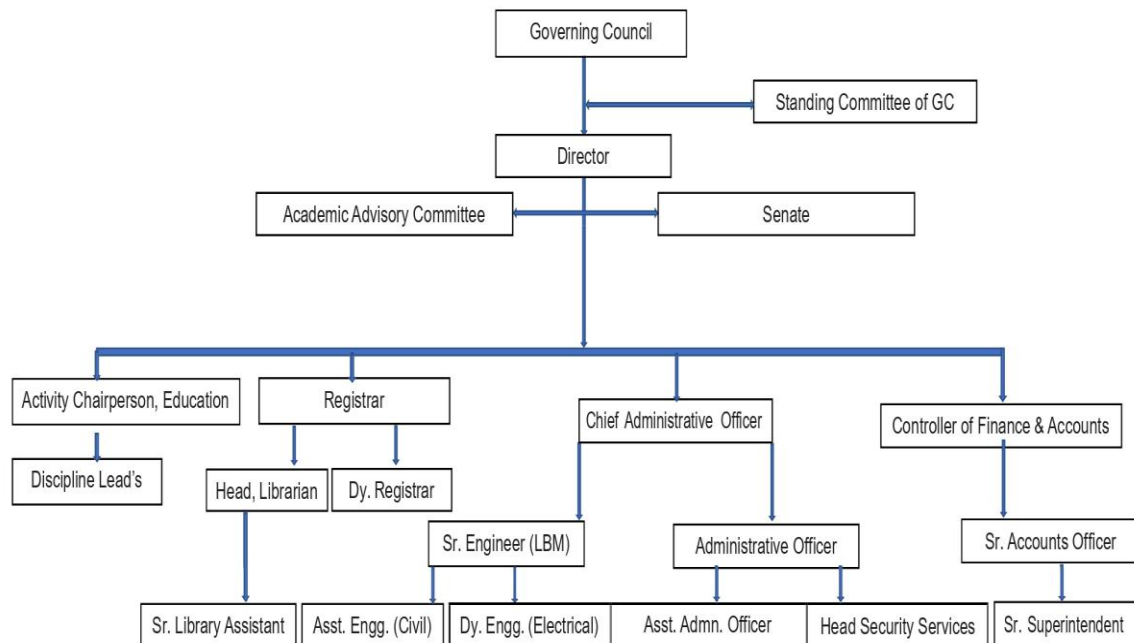 Governing Council
Standing Committee of GC
Director
Academic Advisory Committee
Senate
Activity Chairperson, Education
Registrar
Chief Administrative Officer
Controller of Finance & Accounts
Discipline Lead's
Head, Librarian
Dy. Registrar
Sr. Engineer (LBM)
Administrative Officer
Sr. Accounts Officer
Sr. Library Assistant
Asst. Engg. (Civil)
Dy. Engg. (Electrical)
Asst. Admn. Officer
Head Security Services
Sr. Superintendent